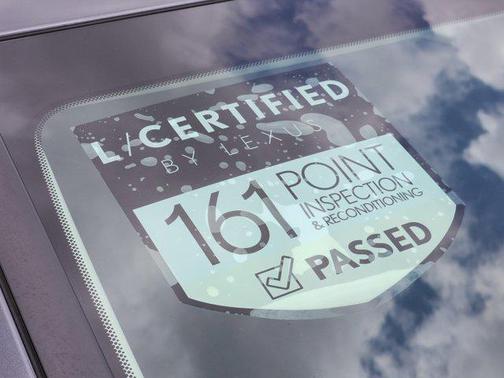 L/CERTIFIED
BY LEXUS
161 POINT
INSPECTION
& RECONDITIONING
PASSED